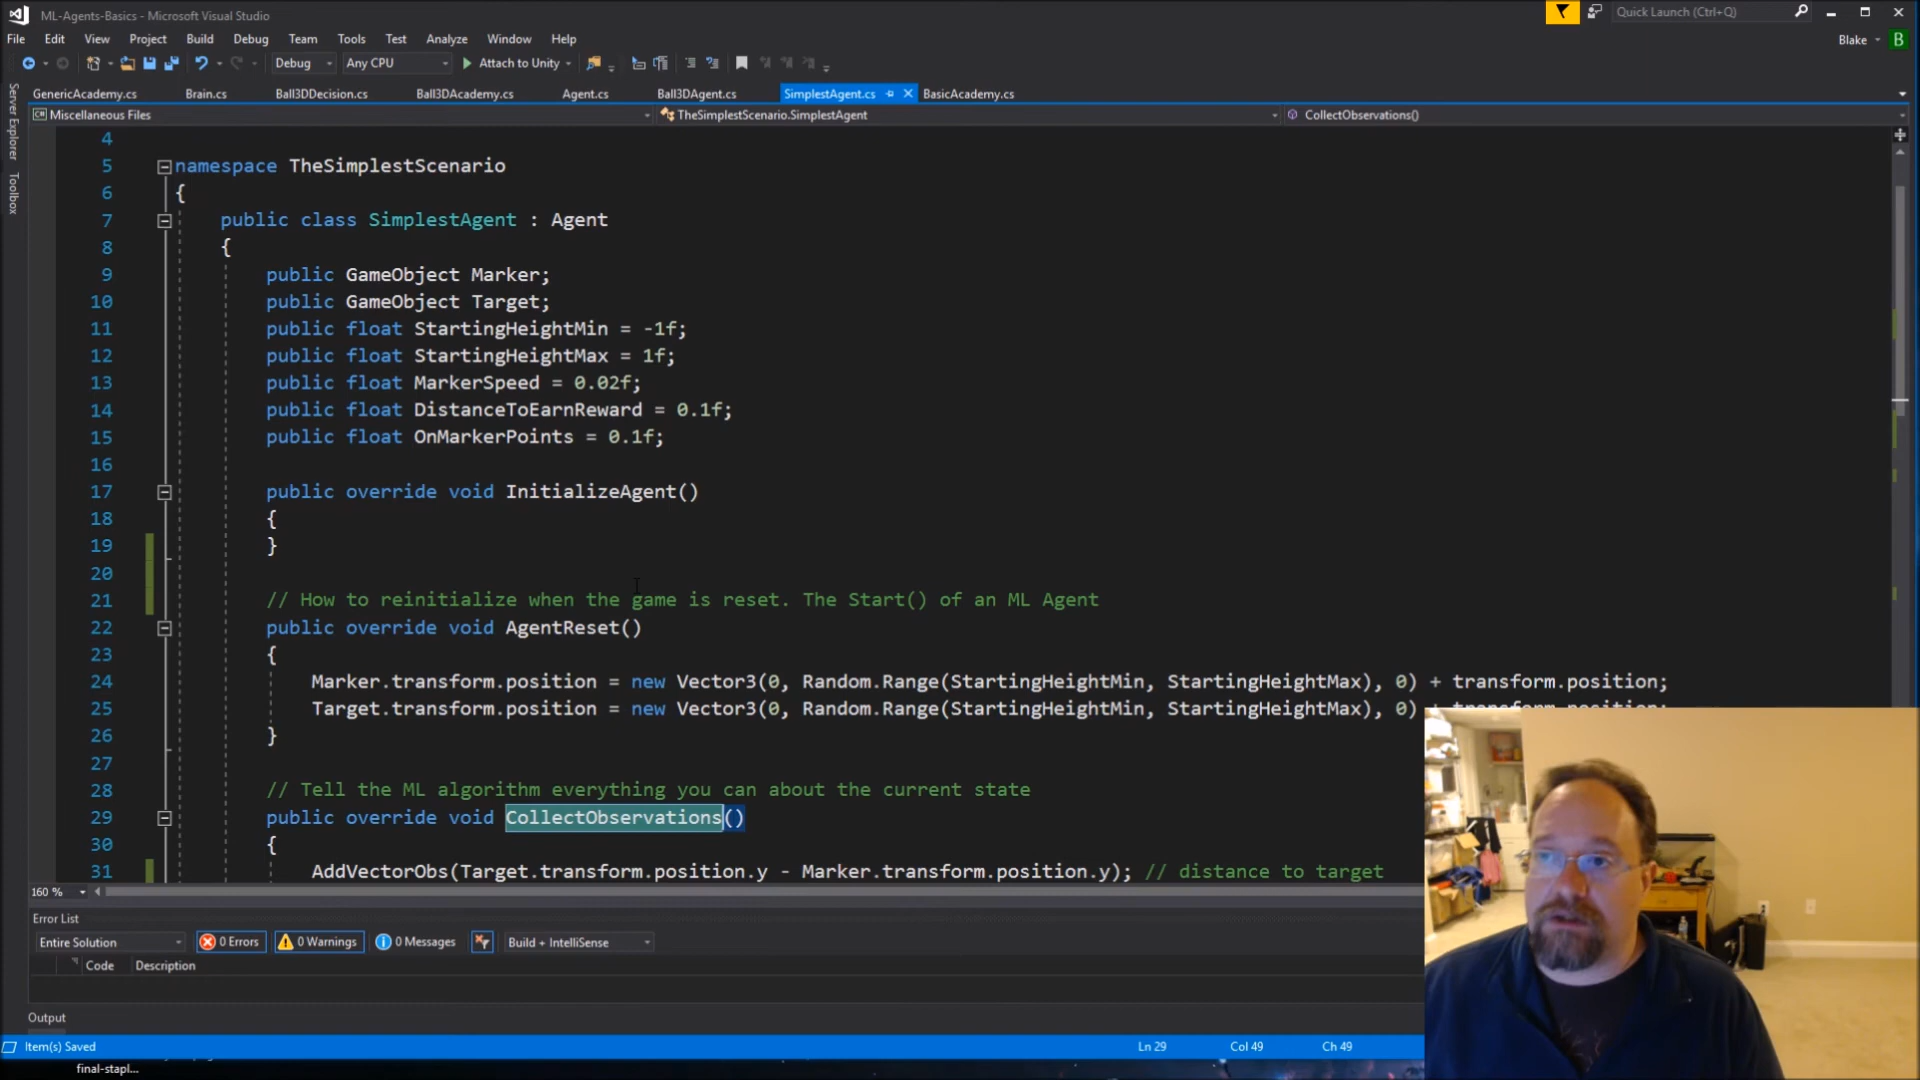 ML-Agents-Basics - Microsoft Visual Studio
Quick Launch (Ctrl+Q)
File Edit View Project Build Debug Team Tools Test Analyze Window Help
Blake B
Debug Any CPU Attach to Unity
GenericAcademy.cs Brain.cs Ball3DDecision.cs Ball3DAcademy.cs Agent.cs Ball3DAgent.cs SimplestAgent.cs BasicAcademy.cs
Miscellaneous Files TheSimplestScenario.SimplestAgent CollectObservations()
Server Explorer
Toolbox
4
5 namespace TheSimplestScenario
6 {
7 public class SimplestAgent : Agent
8 {
9 public GameObject Marker;
10 public GameObject Target;
11 public float StartingHeightMin = -1f;
12 public float StartingHeightMax = 1f;
13 public float MarkerSpeed = 0.02f;
14 public float DistanceToEarnReward = 0.1f;
15 public float OnMarkerPoints = 0.1f;
16
17 public override void InitializeAgent()
18 {
19 }
20
21 // How to reinitialize when the game is reset. The Start() of an ML Agent
22 public override void AgentReset()
23 {
24 Marker.transform.position = new Vector3(0, Random.Range(StartingHeightMin, StartingHeightMax), 0) + transform.position;
25 Target.transform.position = new Vector3(0, Random.Range(StartingHeightMin, StartingHeightMax), 0) + transform.position;
26 }
27
28 // Tell the ML algorithm everything you can about the current state
29 public override void CollectObservations()
30 {
31 AddVectorObs(Target.transform.position.y - Marker.transform.position.y); // distance to target
160 %
Error List
Entire Solution 0 Errors 0 Warnings 0 Messages Build + IntelliSense
Code Description
Output
Item(s) Saved Ln 29 Col 49 Ch 49
final-stapl...